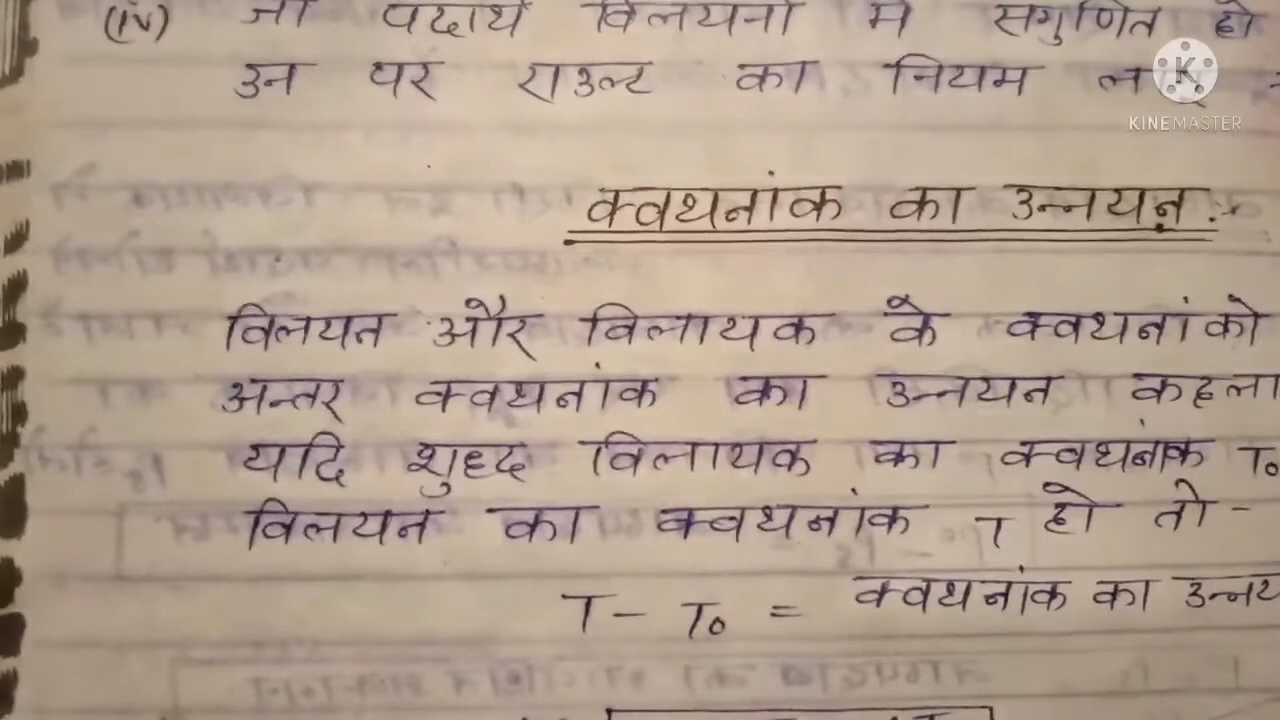 (iv) जो पदार्थ विलयनों में संगुणित हो
उन पर राउल्ट का नियम
K
KINEMASTER
क्वथनांक का उन्नयन :-
विलयन और विलायक के क्वथनांको
अन्तर क्वथनांक का उन्नयन कहला
यदि शुध्द विलायक का क्वथनांक T₀
विलयन का क्वथनांक T हो तो -
T - T₀ = क्वथनांक का उन्नय